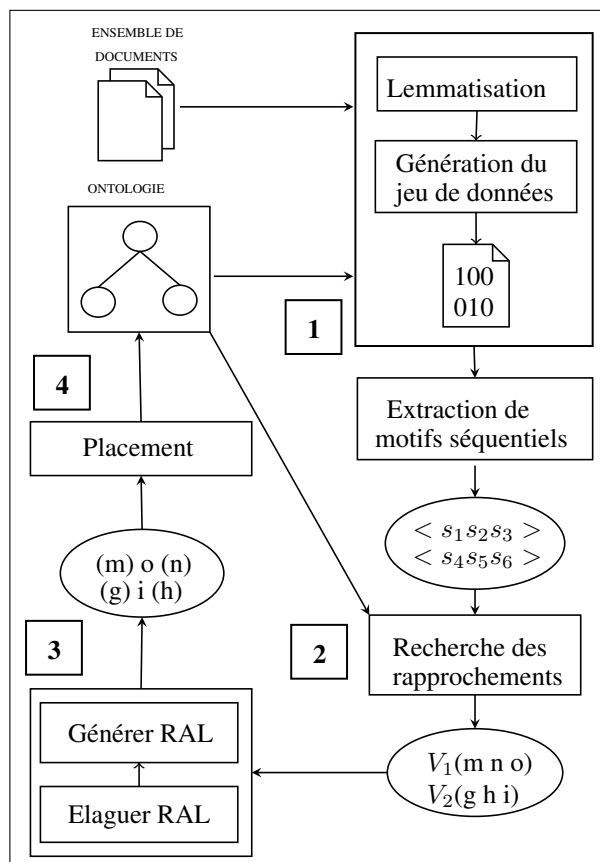 ENSEMBLE DE
DOCUMENTS
Lemmatisation
Génération du
jeu de données
100
010
ONTOLOGIE
1
4
Extraction de
motifs séquentiels
Placement
< s₁s₂s₃ >
< s₄s₅s₆ >
(m) o (n)
(g) i (h)
3
2
Recherche des
rapprochements
Générer RAL
Elaguer RAL
V₁(m n o)
V₂(g h i)